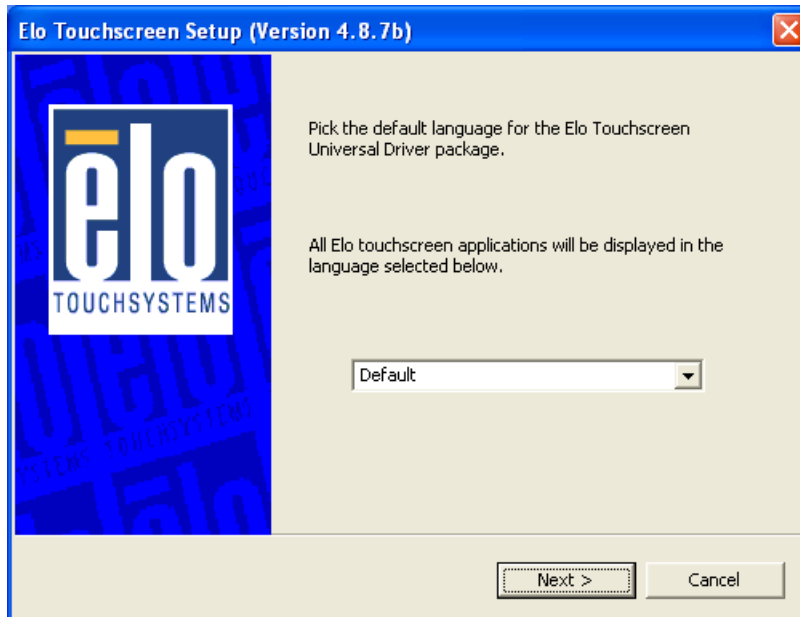 Elo Touchscreen Setup (Version 4.8.7b)
Pick the default language for the Elo Touchscreen
Universal Driver package.
All Elo touchscreen applications will be displayed in the
language selected below.
ēlo
TOUCHSYSTEMS
Default
Next >
Cancel